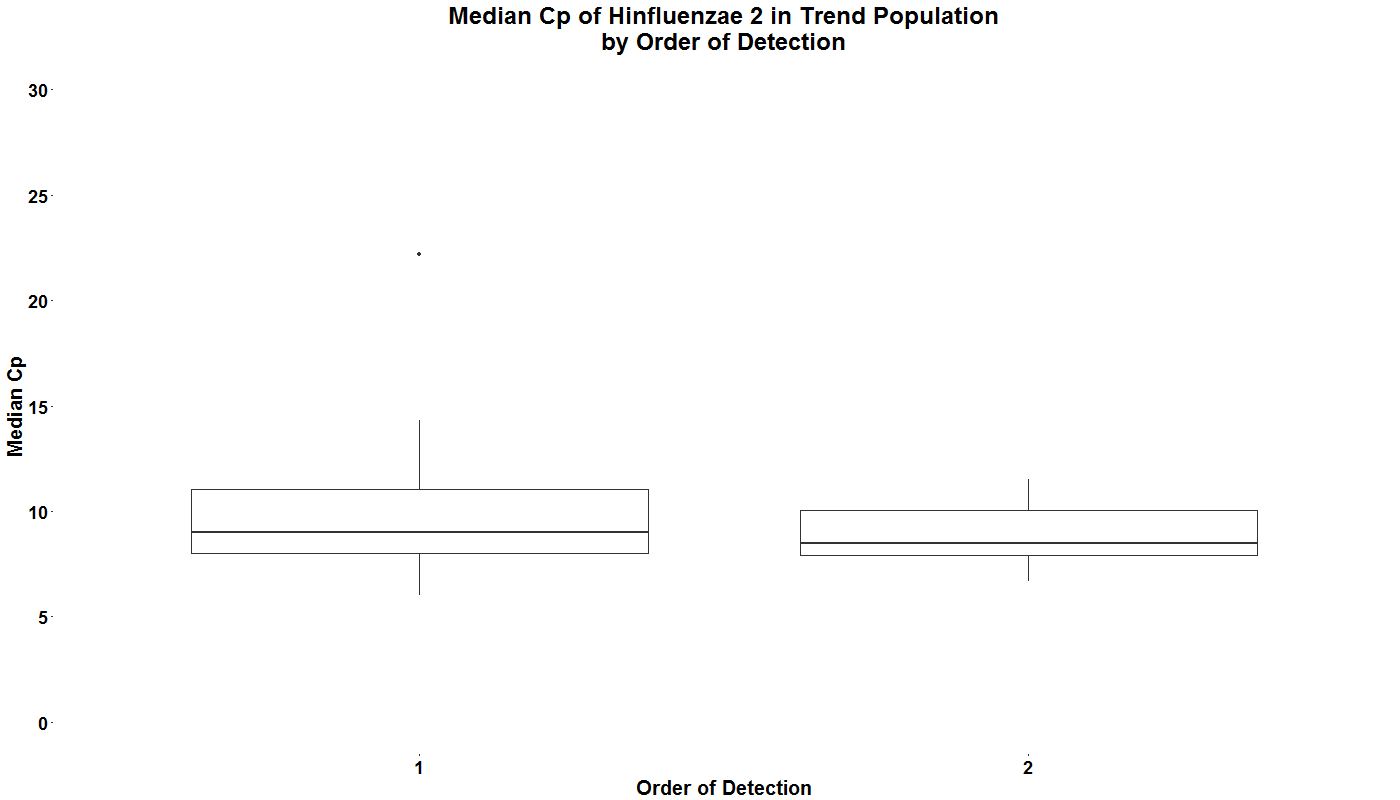 Median Cp of Hinfluenzae 2 in Trend Population
by Order of Detection
30
25
20
15
10
5
0
Median Cp
1
2
Order of Detection